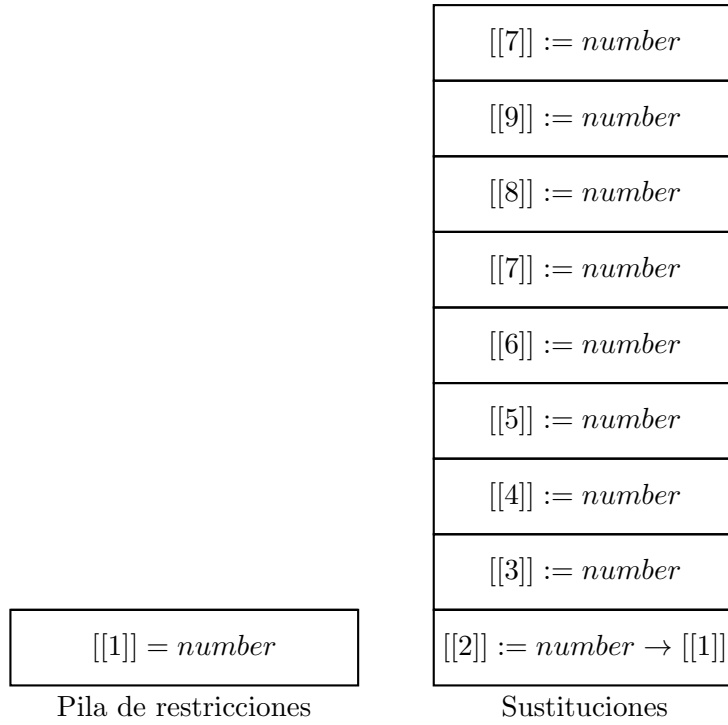 [[7]] := number
[[9]] := number
[[8]] := number
[[7]] := number
[[6]] := number
[[5]] := number
[[4]] := number
[[3]] := number
[[1]] = number
[[2]] := number → [[1]]
Pila de restricciones
Sustituciones